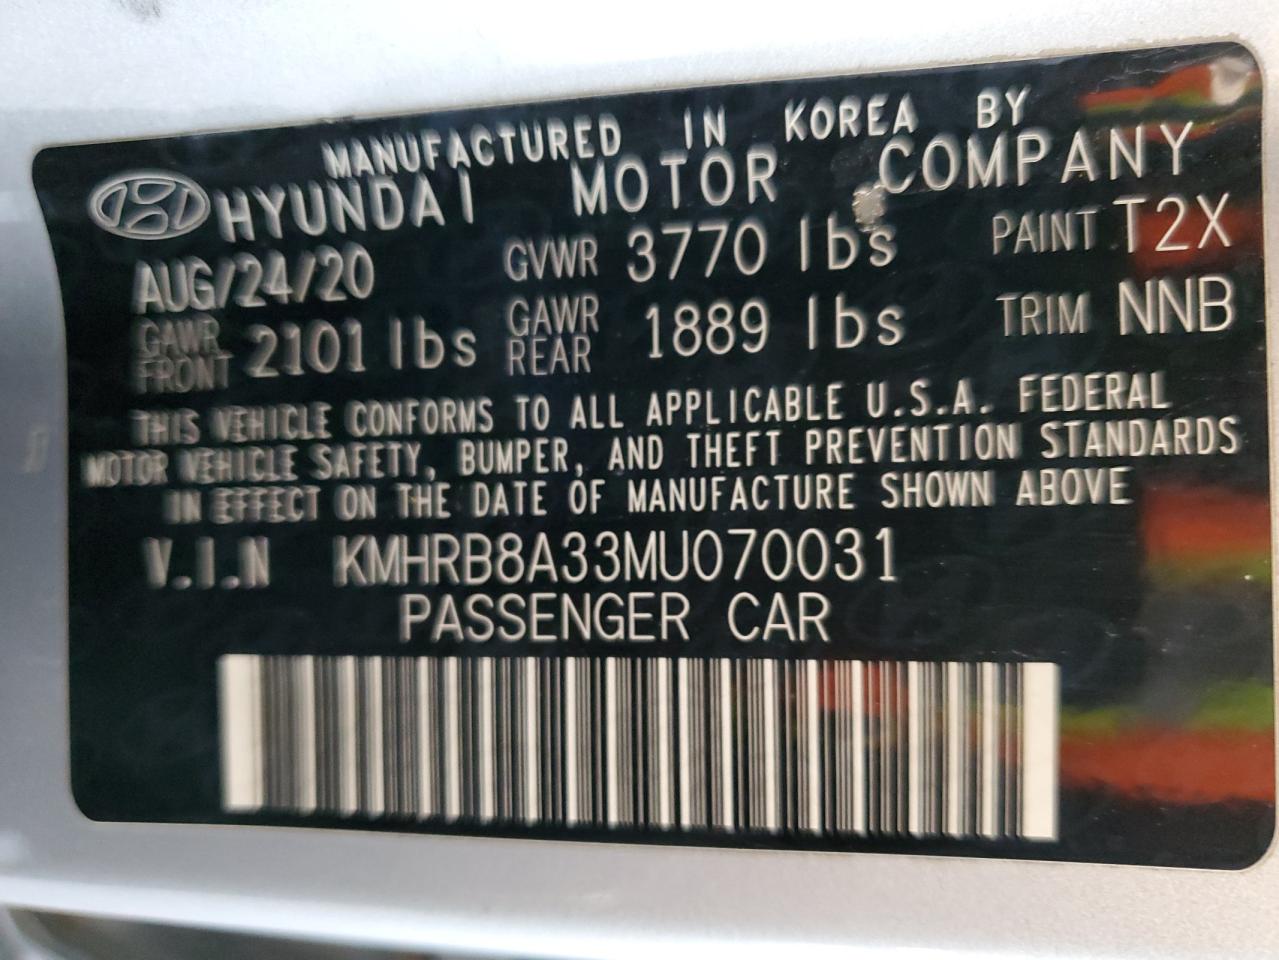 MANUFACTURED IN KOREA BY
HYUNDAI MOTOR COMPANY
AUG/24/20 GVWR 3770 lbs PAINT T2X
GAWR FRONT 2101 lbs GAWR REAR 1889 lbs TRIM NNB
THIS VEHICLE CONFORMS TO ALL APPLICABLE U.S.A. FEDERAL
MOTOR VEHICLE SAFETY, BUMPER, AND THEFT PREVENTION STANDARDS
IN EFFECT ON THE DATE OF MANUFACTURE SHOWN ABOVE
V.I.N KMHRB8A33MU070031
PASSENGER CAR